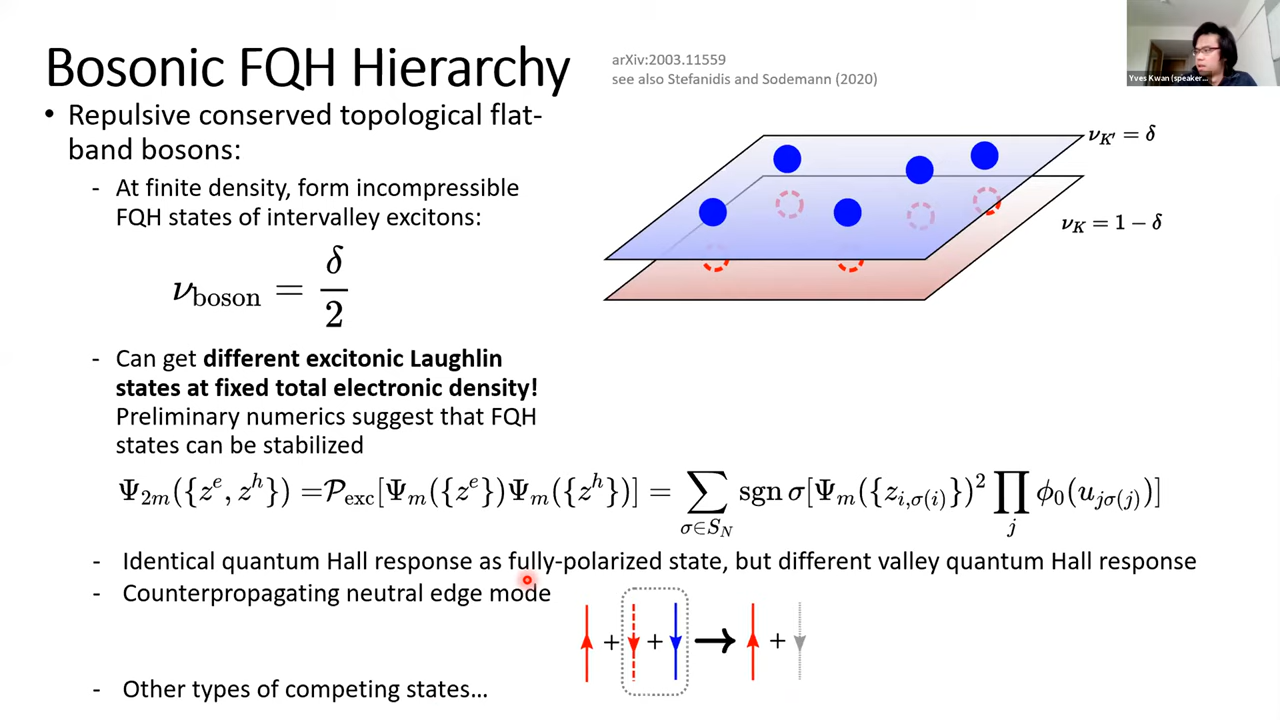 Bosonic FQH Hierarchy
arXiv:2003.11559
see also Stefanidis and Sodemann (2020)
Yves Kwan (speaker...
• Repulsive conserved topological flat-
band bosons:
- At finite density, form incompressible
FQH states of intervalley excitons:
ν_boson = δ/2
ν_K′ = δ
ν_K = 1 − δ
- Can get different excitonic Laughlin
states at fixed total electronic density!
Preliminary numerics suggest that FQH
states can be stabilized
Ψ_2m({z^e, z^h}) =𝒫_exc[Ψ_m({z^e})Ψ_m({z^h})] = ∑_{σ∈S_N} sgn σ[Ψ_m({z_{i,σ(i)}})^2 ∏_j ϕ_0(u_{jσ(j)})]
- Identical quantum Hall response as fully-polarized state, but different valley quantum Hall response
- Counterpropagating neutral edge mode
+ + → +
- Other types of competing states...